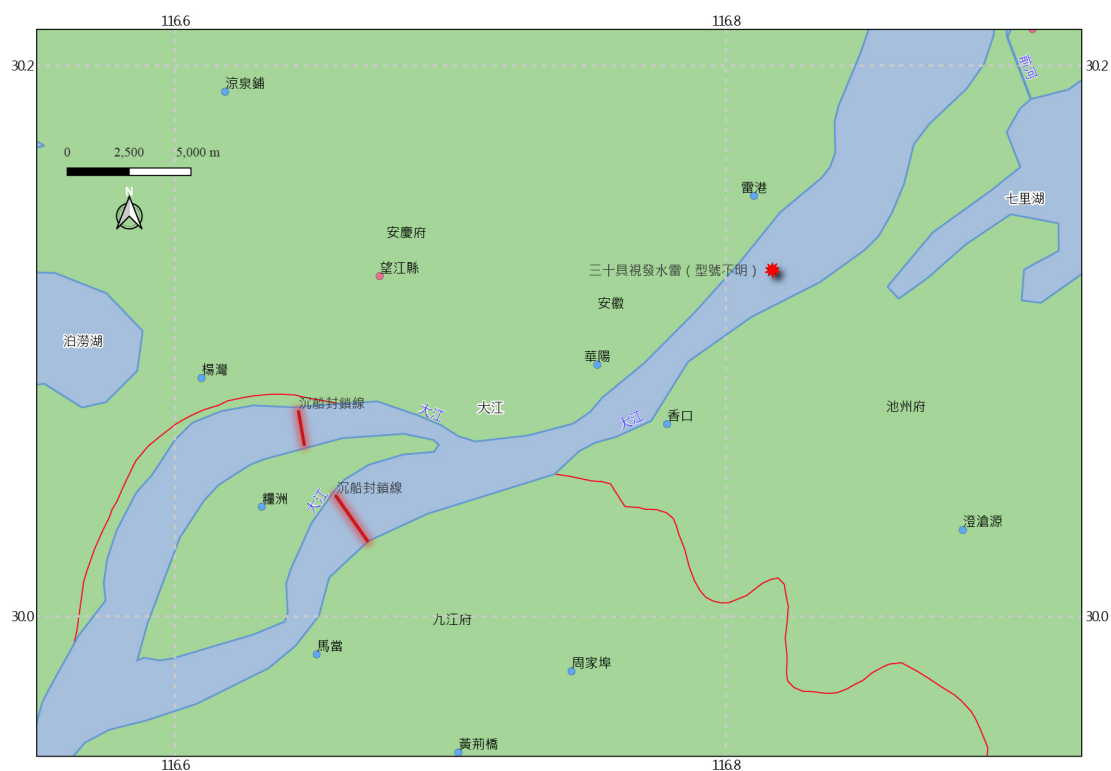 116.6
116.8
30.2
30.2
前河
涼泉鋪
0 2,500 5,000 m
N
雷港
七里湖
安慶府
望江縣
三十具視發水雷（型號不明）
安徽
泊澇湖
華陽
楊灣
沉船封鎖線
大江
大江
大江
香口
池州府
沉船封鎖線
大江
糧洲
澄滄源
30.0
30.0
九江府
馬當
周家埠
黃荊橋
116.6
116.8